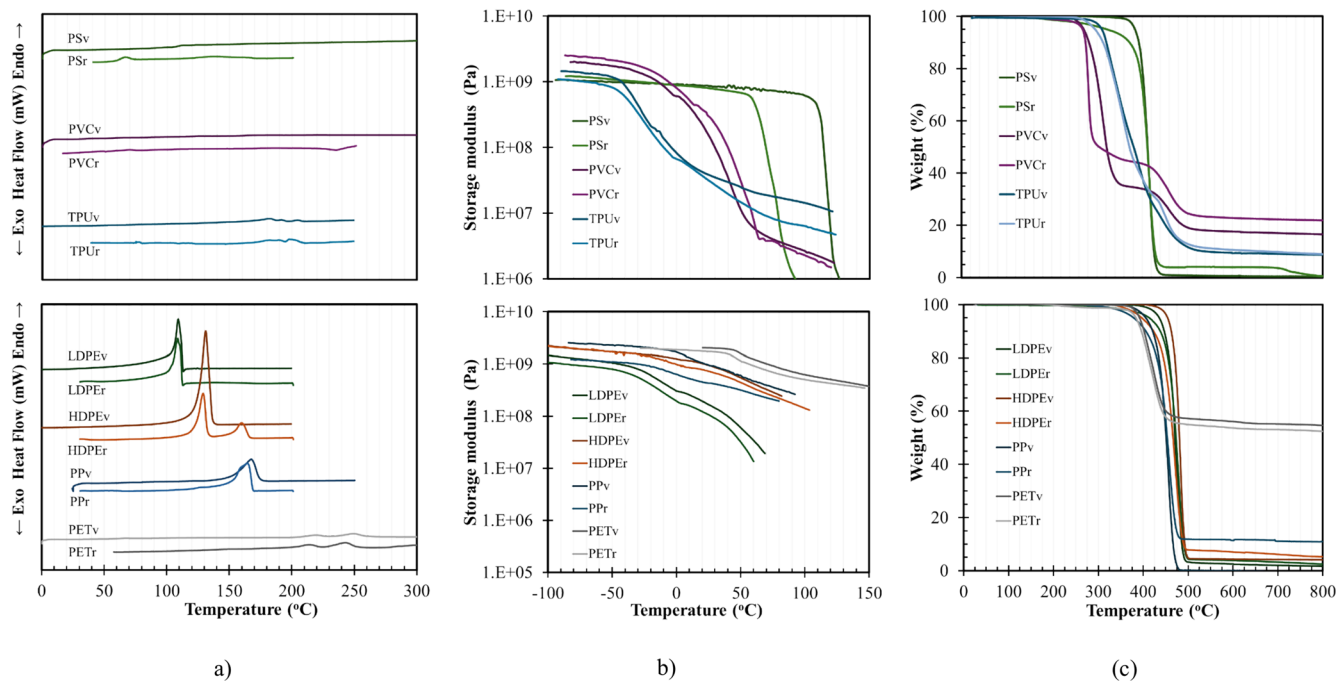 ← Exo Heat Flow (mW) Endo →
PSv
PSr
PVCv
PVCr
TPUv
TPUr
← Exo Heat Flow (mW) Endo →
LDPEv
LDPEr
HDPEv
HDPEr
PPv
PPr
PETv
PETr
0 50 100 150 200 250 300
Temperature (°C)
a)
Storage modulus (Pa)
1.E+10
1.E+09
1.E+08
1.E+07
1.E+06
PSv
PSr
PVCv
PVCr
TPUv
TPUr
Storage modulus (Pa)
1.E+10
1.E+09
1.E+08
1.E+07
1.E+06
1.E+05
LDPEv
LDPEr
HDPEv
HDPEr
PPv
PPr
PETv
PETr
-100 -50 0 50 100 150
Temperature (°C)
b)
Weight (%)
100
80
60
40
20
0
PSv
PSr
PVCv
PVCr
TPUv
TPUr
Weight (%)
100
80
60
40
20
0
LDPEv
LDPEr
HDPEv
HDPEr
PPv
PPr
PETv
PETr
0 100 200 300 400 500 600 700 800
Temperature (°C)
(c)